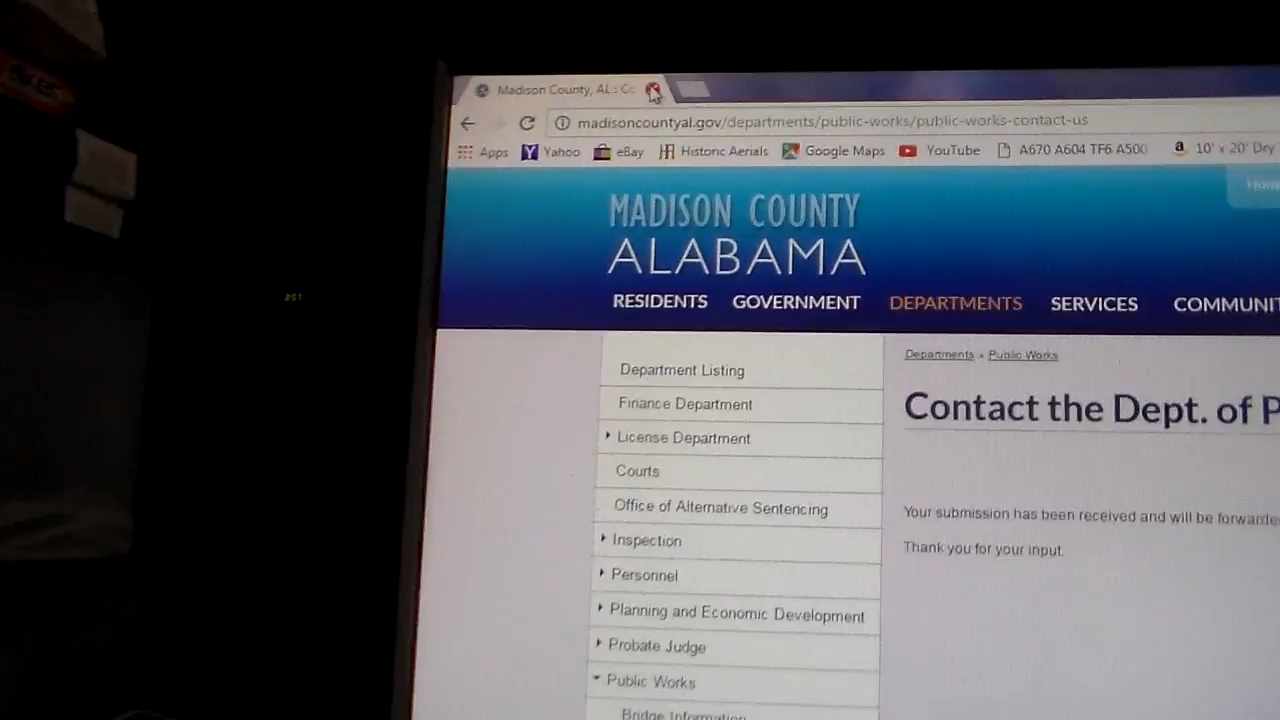 Madison County, AL : Co
madisoncountyal.gov/departments/public-works/public-works-contact-us
Apps Yahoo eBay Historic Aerials Google Maps YouTube A670 A604 TF6 A500 10' x 20' Dry
Home
MADISON COUNTY
ALABAMA
RESIDENTS GOVERNMENT DEPARTMENTS SERVICES COMMUNIT
Departments » Public Works
Department Listing
Finance Department
License Department
Courts
Office of Alternative Sentencing
Inspection
Personnel
Planning and Economic Development
Probate Judge
Public Works
Bridge Information
Contact the Dept. of P
Your submission has been received and will be forwarde
Thank you for your input.